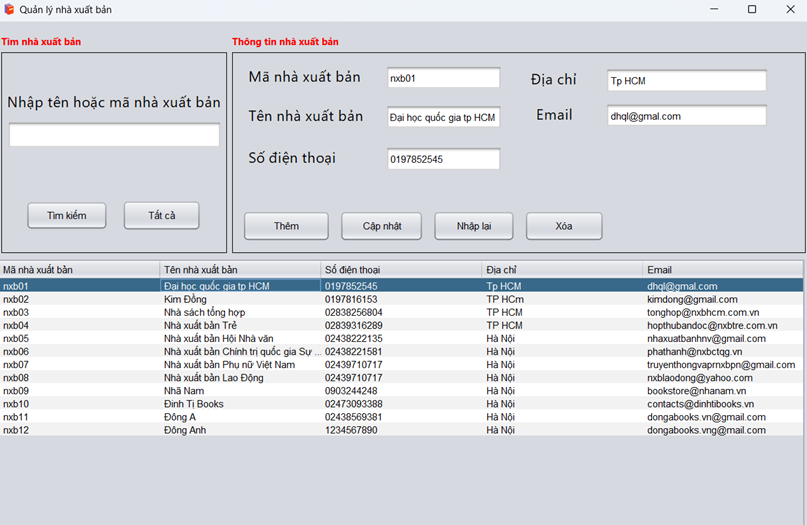 Quản lý nhà xuất bản
Tìm nhà xuất bản
Thông tin nhà xuất bản
Nhập tên hoặc mã nhà xuất bản
Tìm kiếm Tất cả
Mã nhà xuất bản nxb01 Địa chỉ Tp HCM
Tên nhà xuất bản Đại học quốc gia tp HCM Email dhql@gmal.com
Số điện thoại 0197852545
Thêm Cập nhật Nhập lại Xóa
Mã nhà xuất bản Tên nhà xuất bản Số điện thoại Địa chỉ Email
nxb01 Đại học quốc gia tp HCM 0197852545 Tp HCM dhql@gmal.com
nxb02 Kim Đồng 0197816153 TP HCm kimdong@gmail.com
nxb03 Nhà sách tổng hợp 02838256804 TP HCM tonghop@nxbhcm.com.vn
nxb04 Nhà xuất bản Trẻ 02839316289 TP HCM hopthubandoc@nxbtre.com.vn
nxb05 Nhà xuất bản Hội Nhà văn 02438222135 Hà Nội nhaxuatbanhnv@gmail.com
nxb06 Nhà xuất bản Chính trị quốc gia Sự ... 02438221581 Hà Nội phathanh@nxbctqg.vn
nxb07 Nhà xuất bản Phụ nữ Việt Nam 02439710717 Hà Nội truyenthongvaprnxbpn@gmail.com
nxb08 Nhà xuất bản Lao Động 02439710717 Hà Nội nxblaodong@yahoo.com
nxb09 Nhã Nam 0903244248 Hà Nội bookstore@nhanam.vn
nxb10 Đinh Tị Books 02473093388 Hà Nội contacts@dinhtibooks.vn
nxb11 Đông A 02438569381 Hà Nội dongabooks.vn@gmail.com
nxb12 Đông Anh 1234567890 Hà Nội dongabooks.vng@mail.com